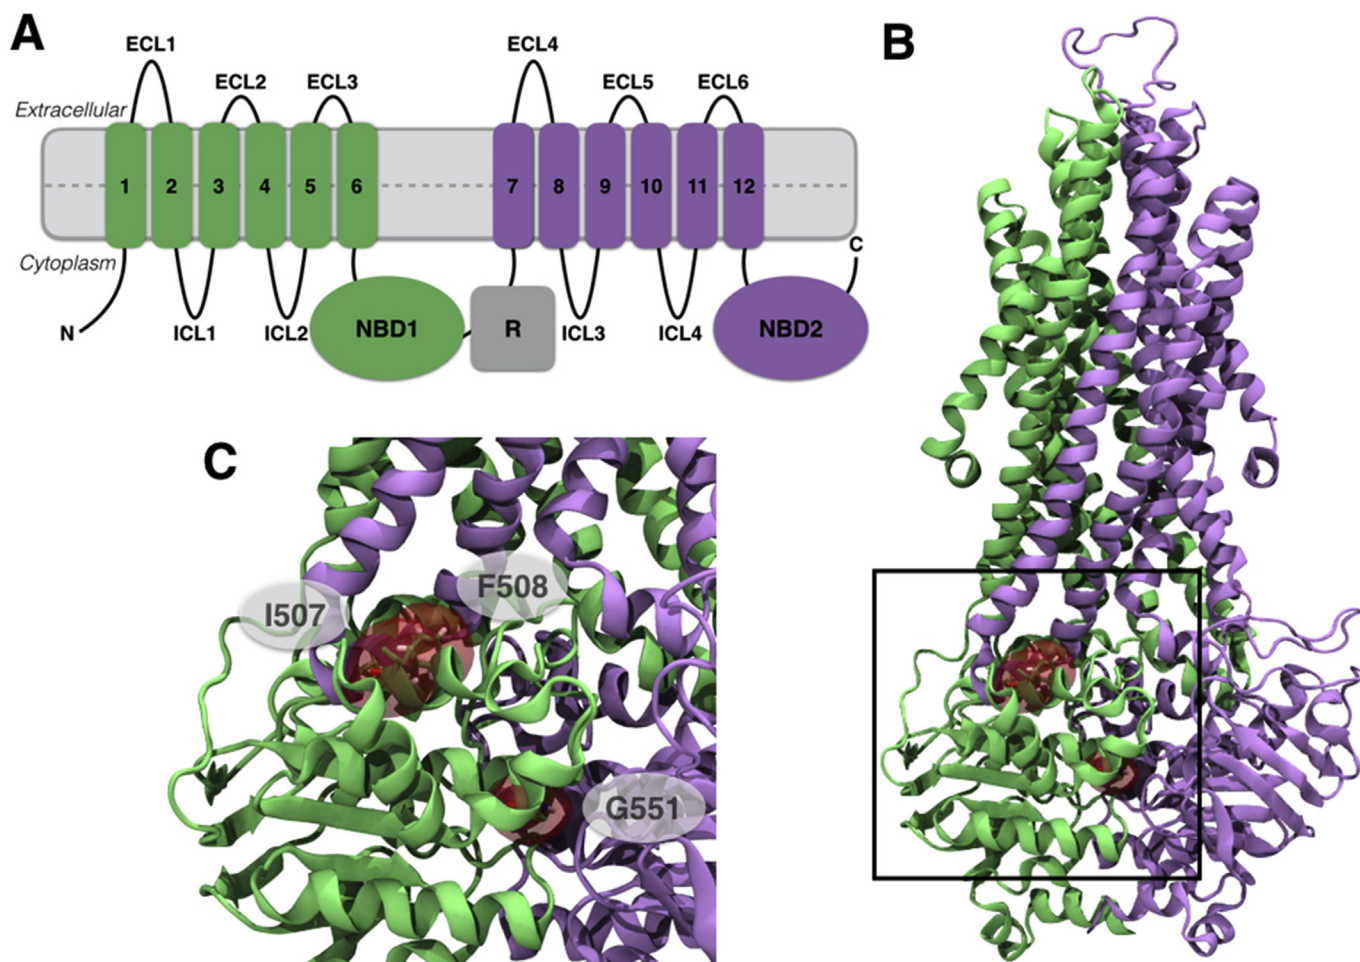 A
B
ECL1
ECL4
ECL2
ECL3
ECL5
ECL6
Extracellular
1
2
3
4
5
6
7
8
9
10
11
12
Cytoplasm
C
N
ICL1
ICL2
NBD1
R
ICL3
ICL4
NBD2
C
F508
I507
G551